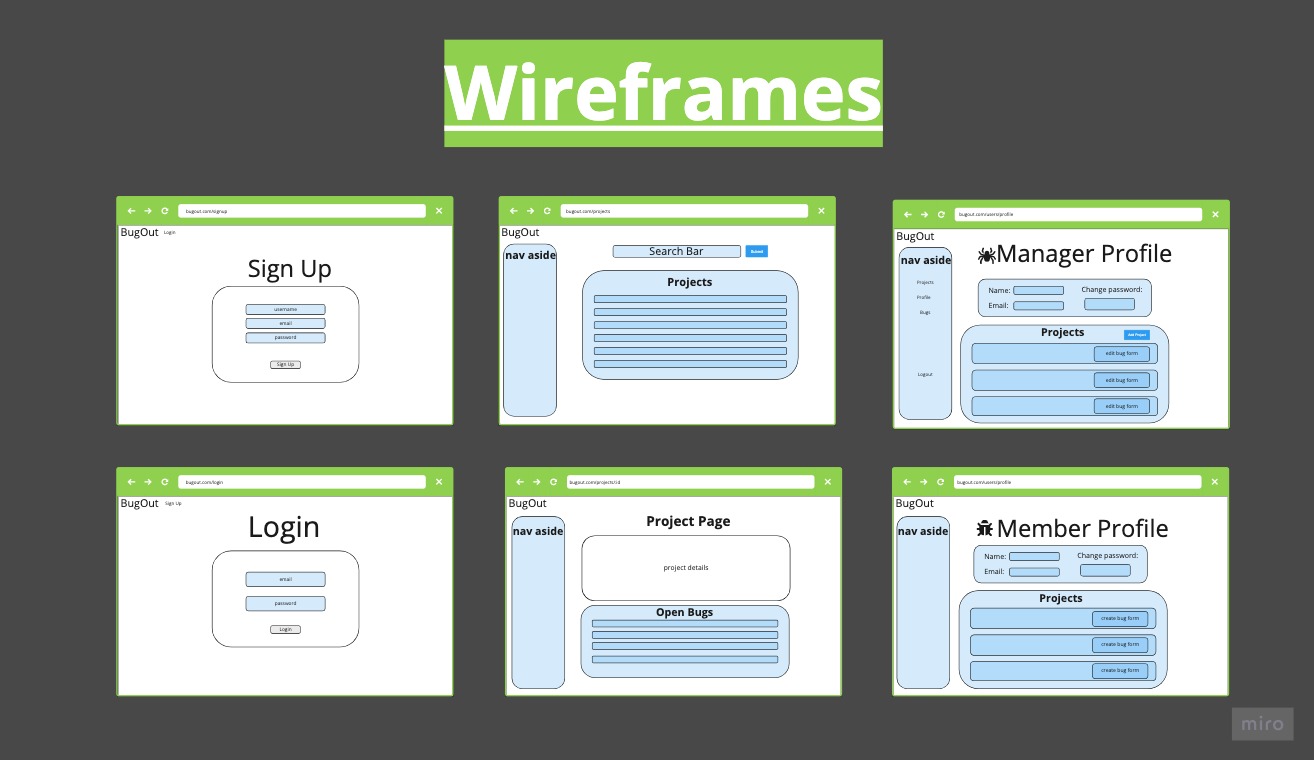 Wireframes
bugout.com/signup
BugOut Login
Sign Up
username
email
password
Sign Up
bugout.com/projects
BugOut
nav aside
Search Bar Submit
Projects
bugout.com/users/profile
BugOut
nav aside
Projects
Profile
Bugs
Logout
Manager Profile
Name:
Email:
Change password:
Projects
Add Project
edit bug form
edit bug form
edit bug form
bugout.com/login
BugOut Sign Up
Login
email
password
Login
bugout.com/projects/:id
BugOut
nav aside
Project Page
project details
Open Bugs
bugout.com/users/profile
BugOut
nav aside
Member Profile
Name:
Email:
Change password:
Projects
create bug form
create bug form
create bug form
miro